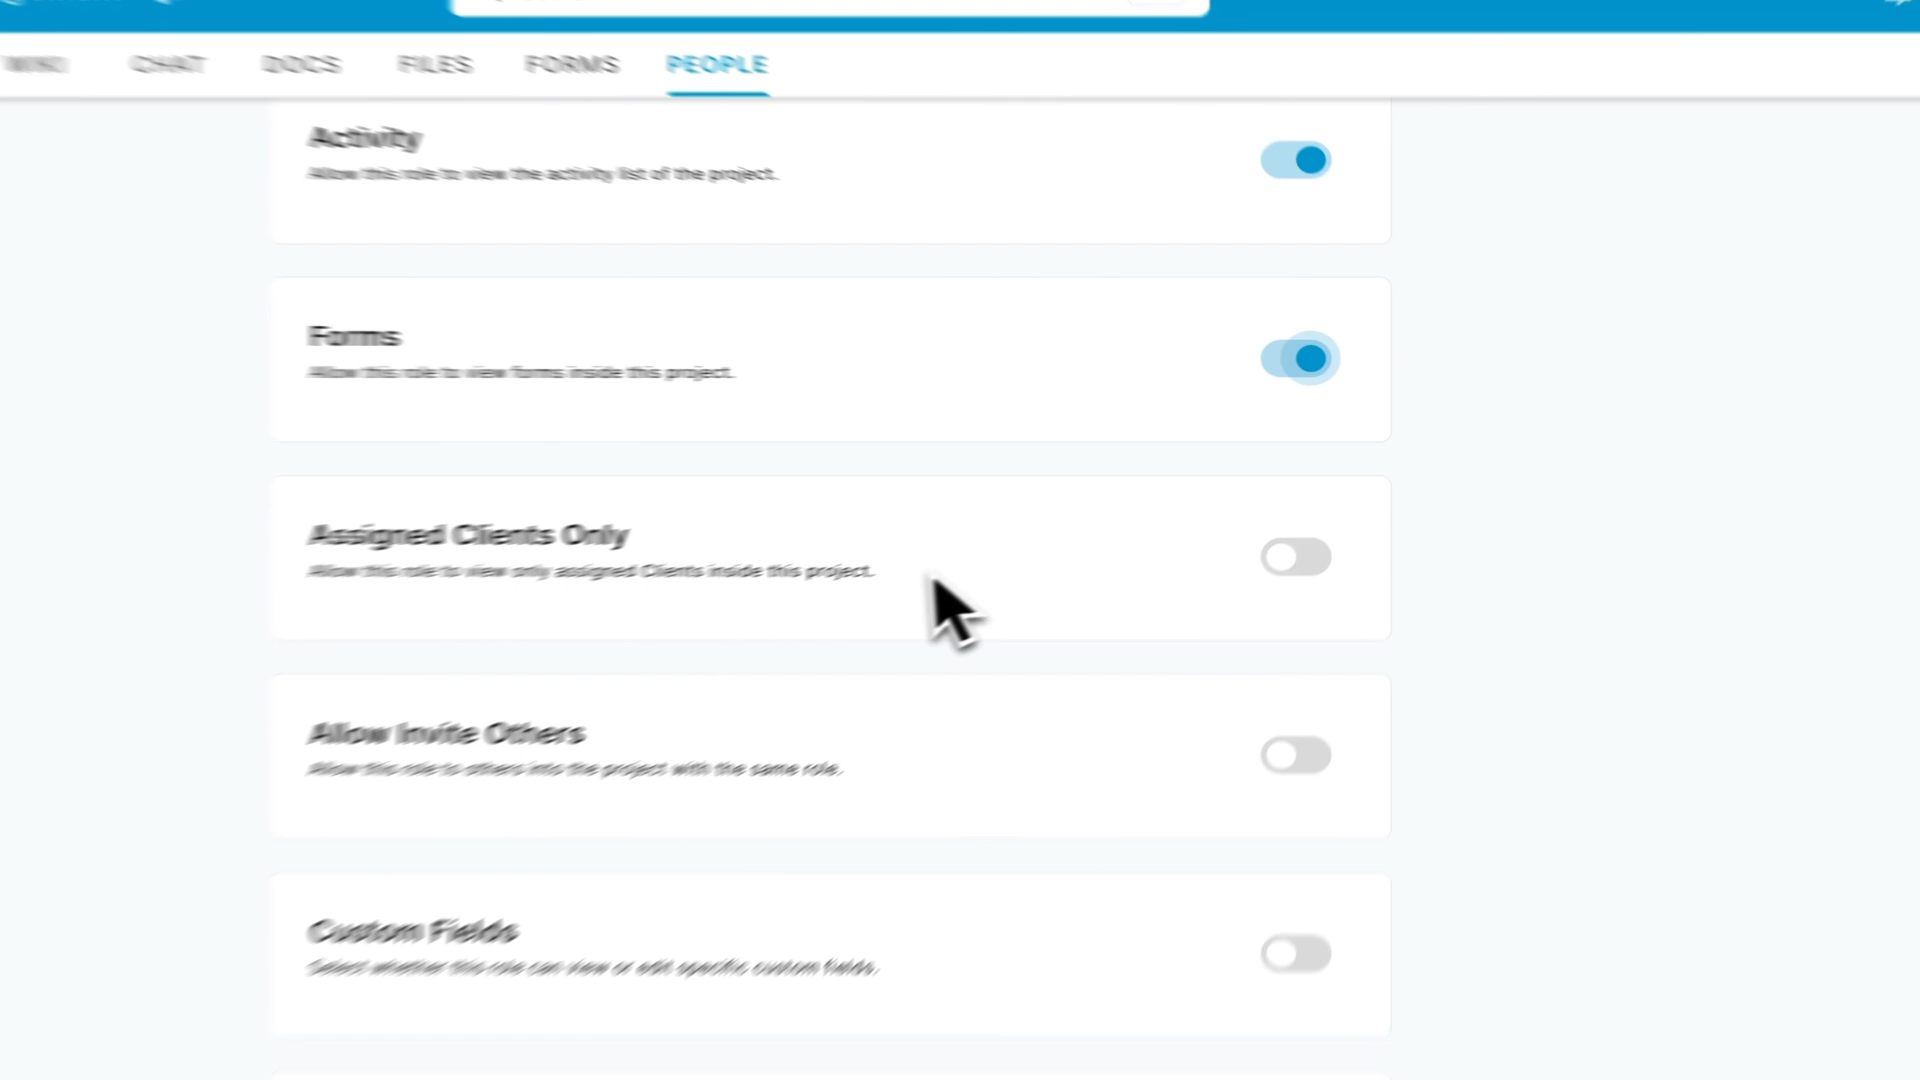 WIKI CHAT DOCS FILES FORMS PEOPLE
Activity
Allow this role to view the activity list of the project.
Forms
Allow this role to view forms inside this project.
Assigned Clients Only
Allow this role to view only assigned Clients inside this project.
Allow Invite Others
Allow this role to others into the project with the same role.
Custom Fields
Select whether this role can view or edit specific custom fields.